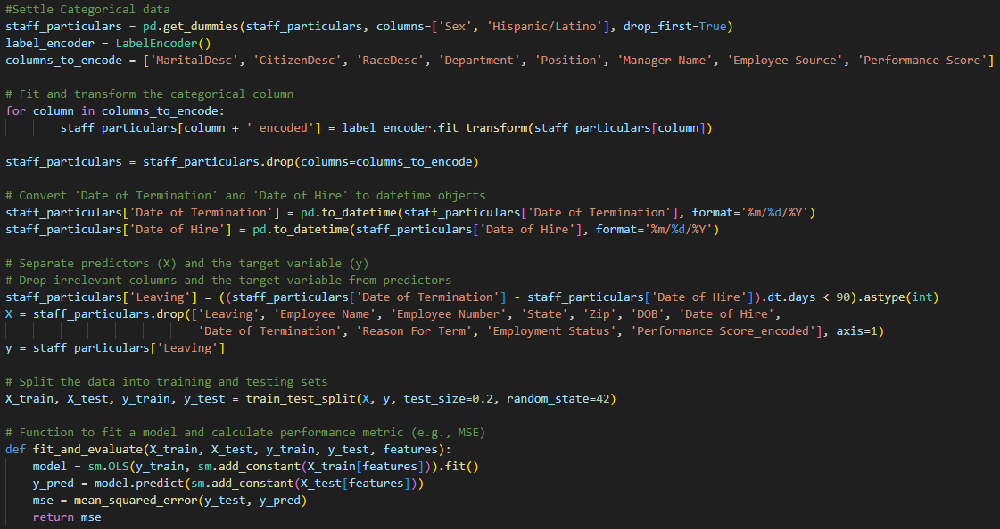 #Settle Categorical data
staff_particulars = pd.get_dummies(staff_particulars, columns=['Sex', 'Hispanic/Latino'], drop_first=True)
label_encoder = LabelEncoder()
columns_to_encode = ['MaritalDesc', 'CitizenDesc', 'RaceDesc', 'Department', 'Position', 'Manager Name', 'Employee Source', 'Performance Score']

# Fit and transform the categorical column
for column in columns_to_encode:
        staff_particulars[column + '_encoded'] = label_encoder.fit_transform(staff_particulars[column])

staff_particulars = staff_particulars.drop(columns=columns_to_encode)

# Convert 'Date of Termination' and 'Date of Hire' to datetime objects
staff_particulars['Date of Termination'] = pd.to_datetime(staff_particulars['Date of Termination'], format='%m/%d/%Y')
staff_particulars['Date of Hire'] = pd.to_datetime(staff_particulars['Date of Hire'], format='%m/%d/%Y')

# Separate predictors (X) and the target variable (y)
# Drop irrelevant columns and the target variable from predictors
staff_particulars['Leaving'] = ((staff_particulars['Date of Termination'] - staff_particulars['Date of Hire']).dt.days < 90).astype(int)
X = staff_particulars.drop(['Leaving', 'Employee Name', 'Employee Number', 'State', 'Zip', 'DOB', 'Date of Hire',
                            'Date of Termination', 'Reason For Term', 'Employment Status', 'Performance Score_encoded'], axis=1)
y = staff_particulars['Leaving']

# Split the data into training and testing sets
X_train, X_test, y_train, y_test = train_test_split(X, y, test_size=0.2, random_state=42)

# Function to fit a model and calculate performance metric (e.g., MSE)
def fit_and_evaluate(X_train, X_test, y_train, y_test, features):
    model = sm.OLS(y_train, sm.add_constant(X_train[features])).fit()
    y_pred = model.predict(sm.add_constant(X_test[features]))
    mse = mean_squared_error(y_test, y_pred)
    return mse